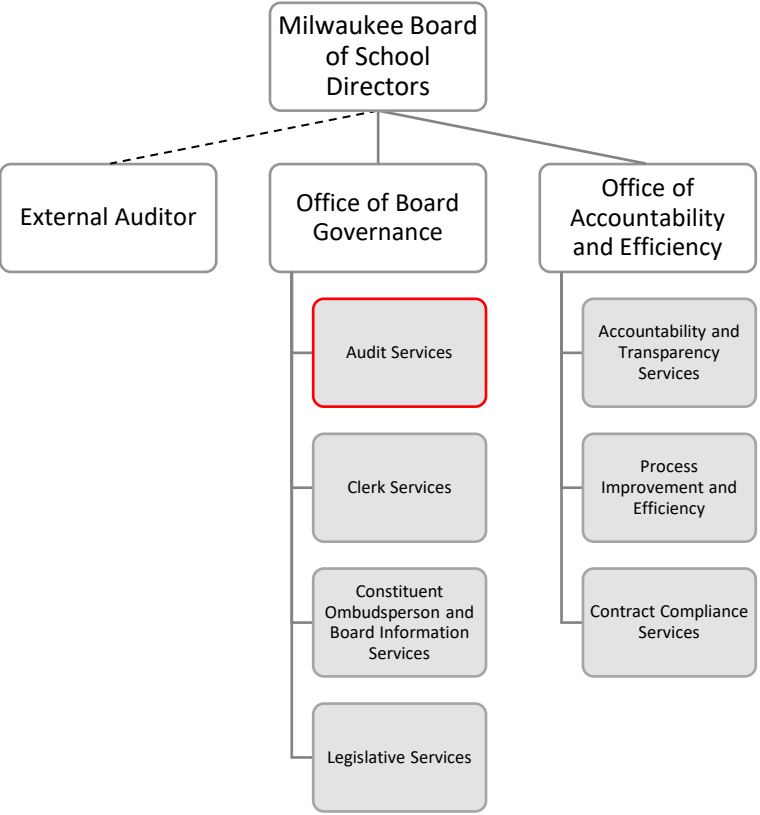 Milwaukee Board
of School
Directors
External Auditor
Office of Board
Governance
Office of
Accountability
and Efficiency
Audit Services
Clerk Services
Constituent
Ombudsperson and
Board Information
Services
Legislative Services
Accountability and
Transparency
Services
Process
Improvement and
Efficiency
Contract Compliance
Services